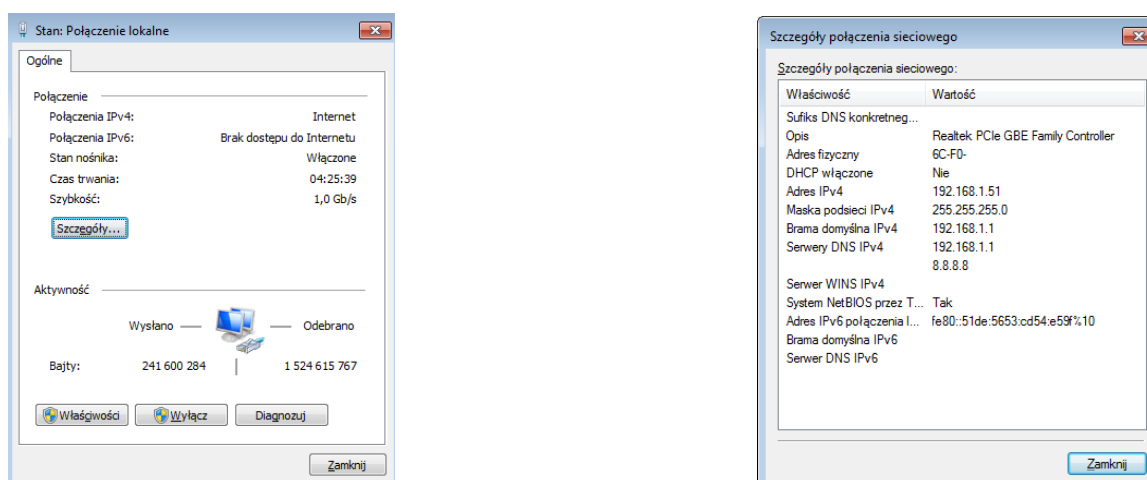 Stan: Połączenie lokalne
Ogólne
Połączenie
Połączenia IPv4: Internet
Połączenia IPv6: Brak dostępu do Internetu
Stan nośnika: Włączone
Czas trwania: 04:25:39
Szybkość: 1,0 Gb/s
Szczegóły...
Aktywność
Wysłano — — Odebrano
Bajty: 241 600 284 | 1 524 615 767
Właściwości Wyłącz Diagnozuj
Zamknij
Szczegóły połączenia sieciowego
Szczegóły połączenia sieciowego:
Właściwość Wartość
Sufiks DNS konkretneg...
Opis Realtek PCIe GBE Family Controller
Adres fizyczny 6C-F0-
DHCP włączone Nie
Adres IPv4 192.168.1.51
Maska podsieci IPv4 255.255.255.0
Brama domyślna IPv4 192.168.1.1
Serwery DNS IPv4 192.168.1.1
8.8.8.8
Serwer WINS IPv4
System NetBIOS przez T... Tak
Adres IPv6 połączenia l... fe80::51de:5653:cd54:e59f%10
Brama domyślna IPv6
Serwer DNS IPv6
Zamknij